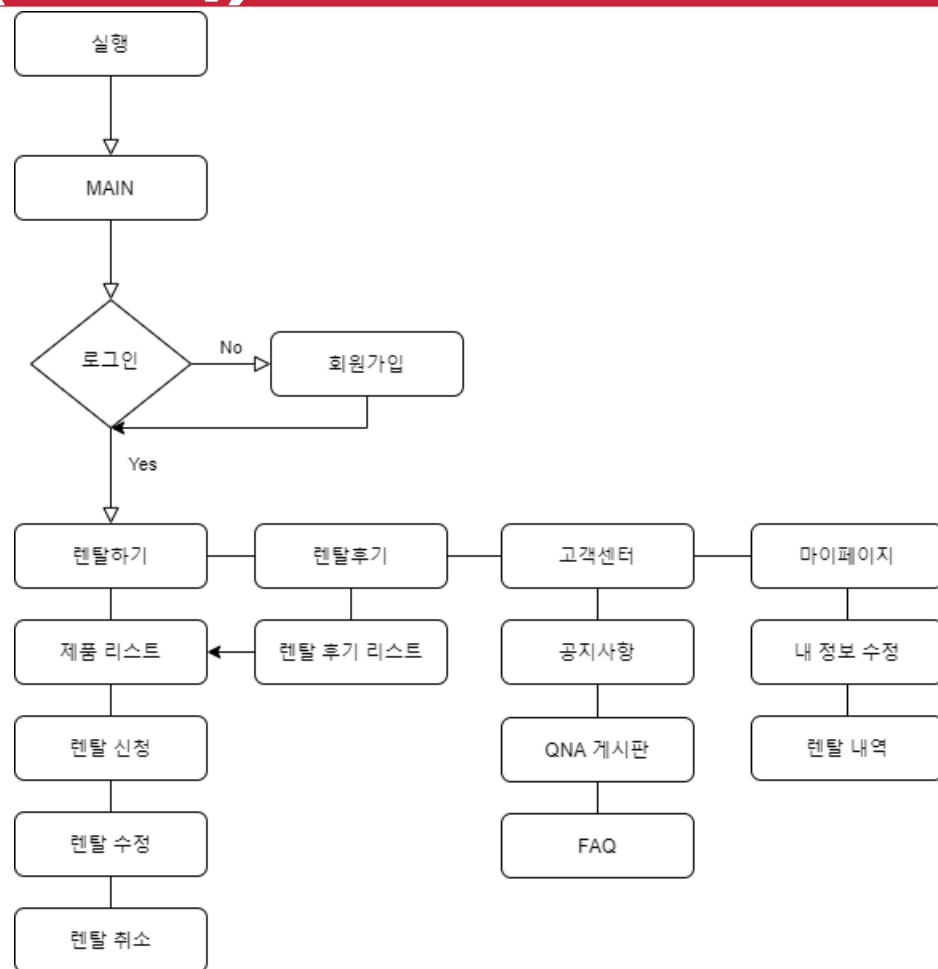 실행
MAIN
로그인
No
회원가입
Yes
렌탈하기
렌탈후기
고객센터
마이페이지
제품 리스트
렌탈 후기 리스트
공지사항
내 정보 수정
렌탈 신청
QNA 게시판
렌탈 내역
렌탈 수정
FAQ
렌탈 취소